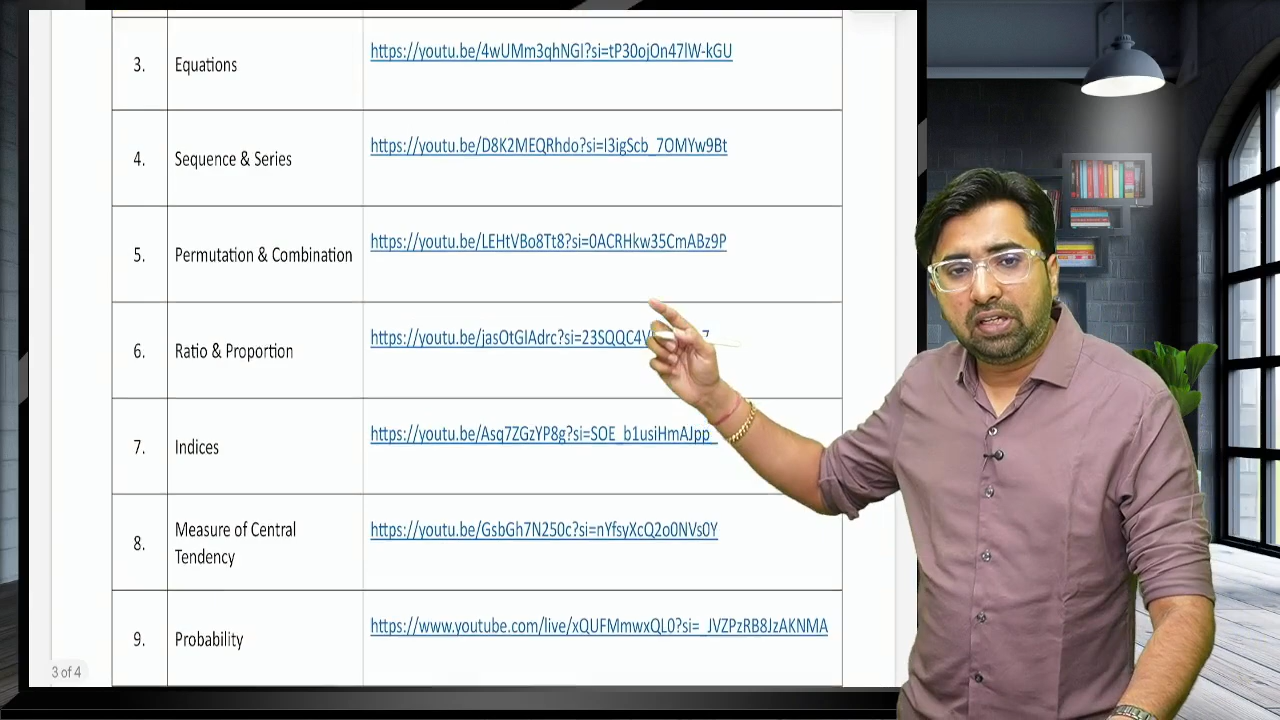 3. Equations https://youtu.be/4wUMm3qhNGI?si=tP30ojOn47lW-kGU
4. Sequence & Series https://youtu.be/D8K2MEQRhdo?si=I3igScb_7OMYw9Bt
5. Permutation & Combination https://youtu.be/LEHtVBo8Tt8?si=0ACRHkw35CmABz9P
6. Ratio & Proportion
7. Indices https://youtu.be/Asq7ZGzYP8g?si=SOE_b1usiHmAJpp_
8. Measure of Central
Tendency https://youtu.be/GsbGh7N250c?si=nYfsyXcQ2o0NVs0Y
9. Probability https://www.youtube.com/live/xQUFMmwxQL0?si=_JVZPzRB8JzAKNMA
3 of 4